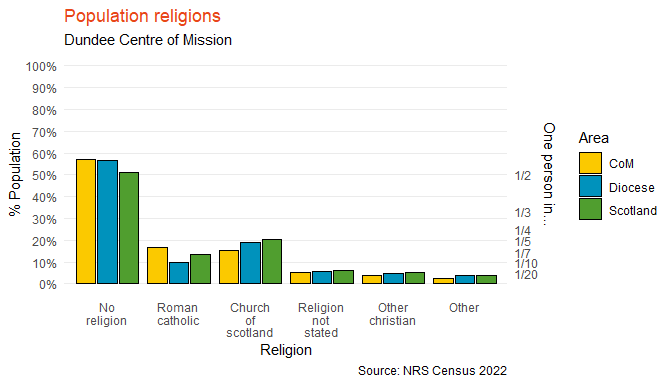 Population religions
Dundee Centre of Mission
100%
90%
80%
70%
60%
50%
40%
30%
20%
10%
0%
% Population
1/2
1/3
1/4
1/5
1/7
1/10
1/20
One person in...
Area
CoM
Diocese
Scotland
No
religion
Roman
catholic
Church
of
scotland
Religion
not
stated
Other
christian
Other
Religion
Source: NRS Census 2022